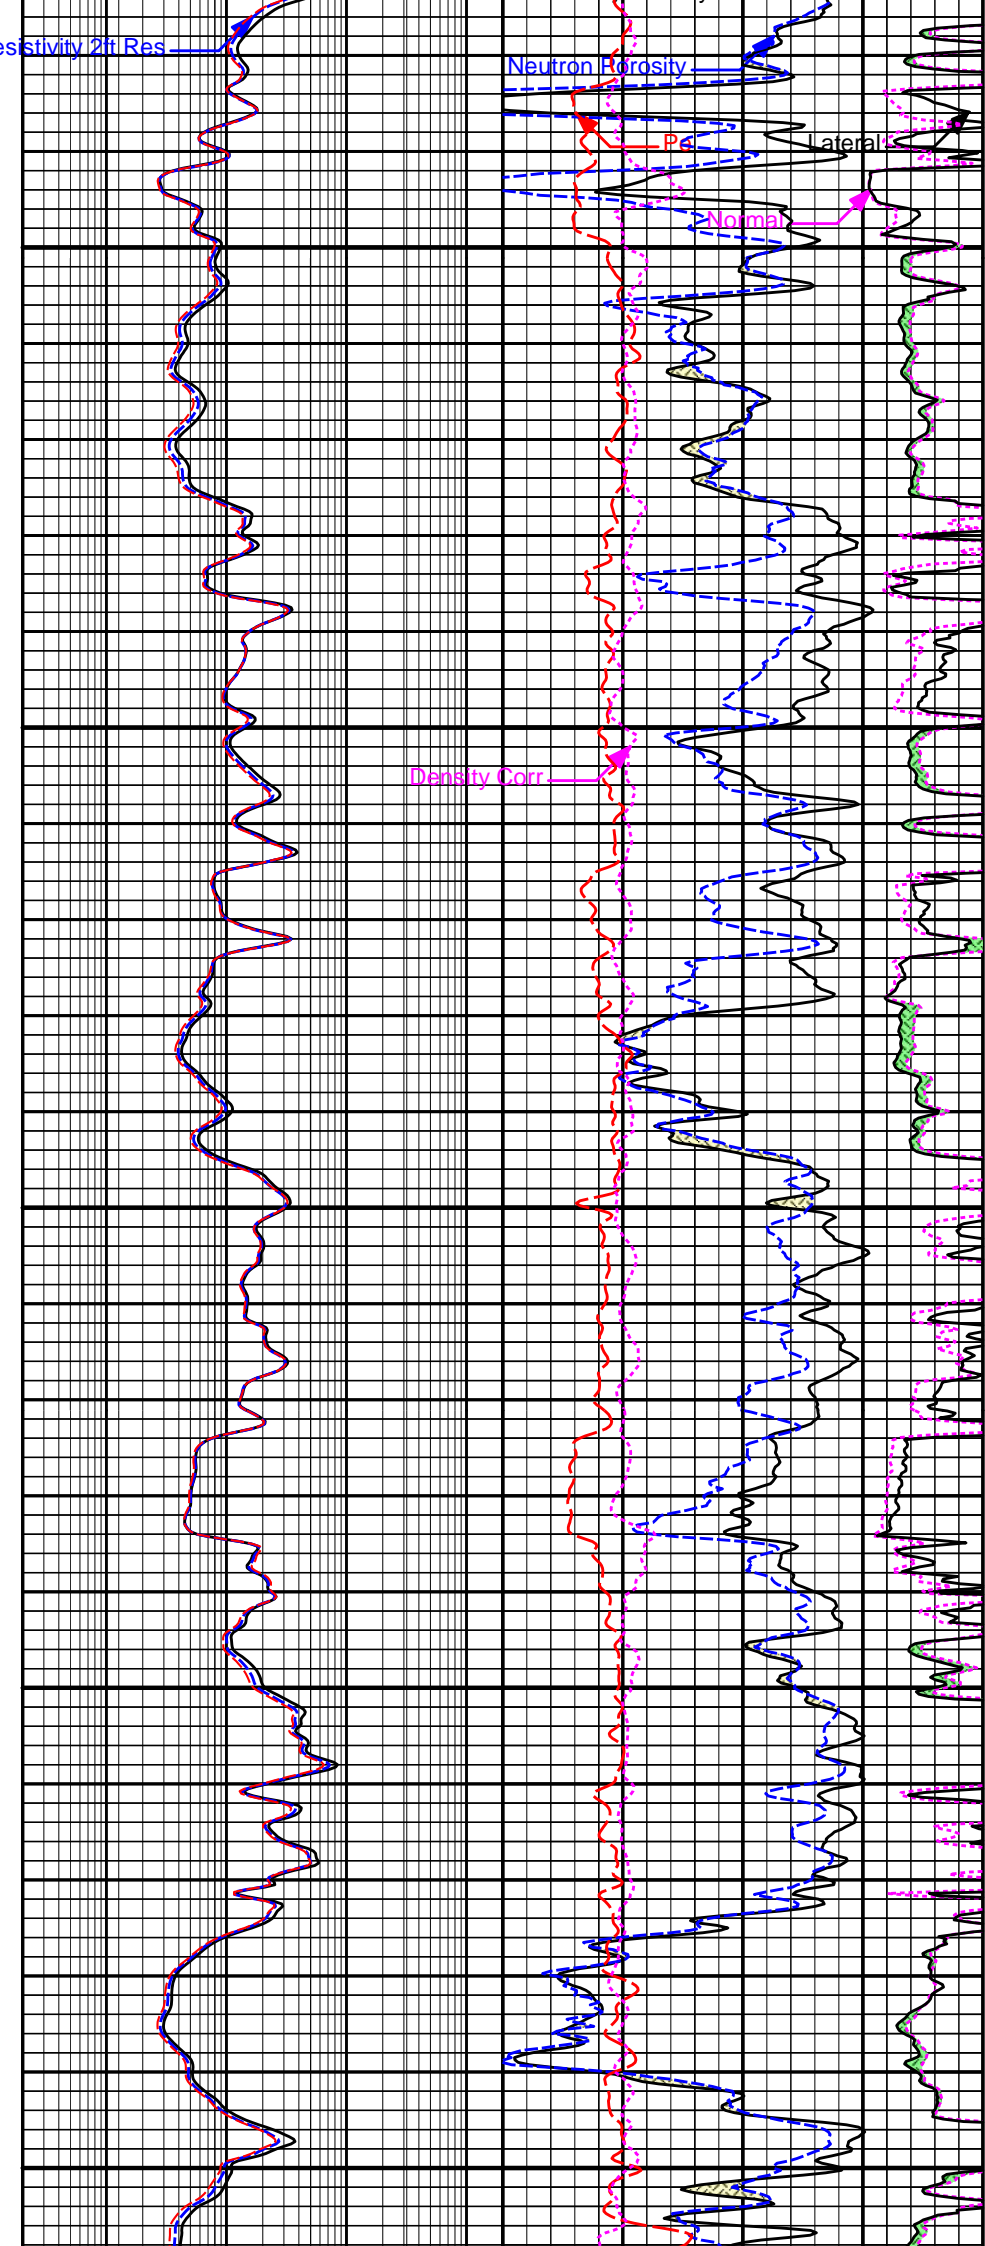 esistivity 2ft Res
Neutron Porosity
Pe
Lateral
Normal
Density Corr